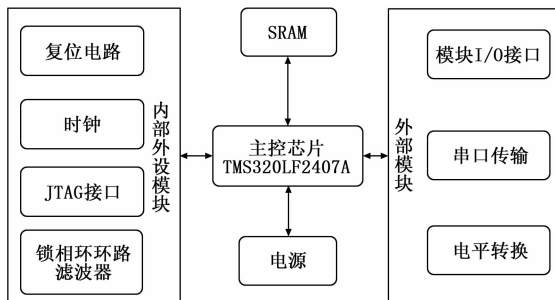 复位电路
时钟
JTAG接口
锁相环环路
滤波器
内部外设模块
SRAM
主控芯片
TMS320LF2407A
电源
外部模块
模块I/O接口
串口传输
电平转换